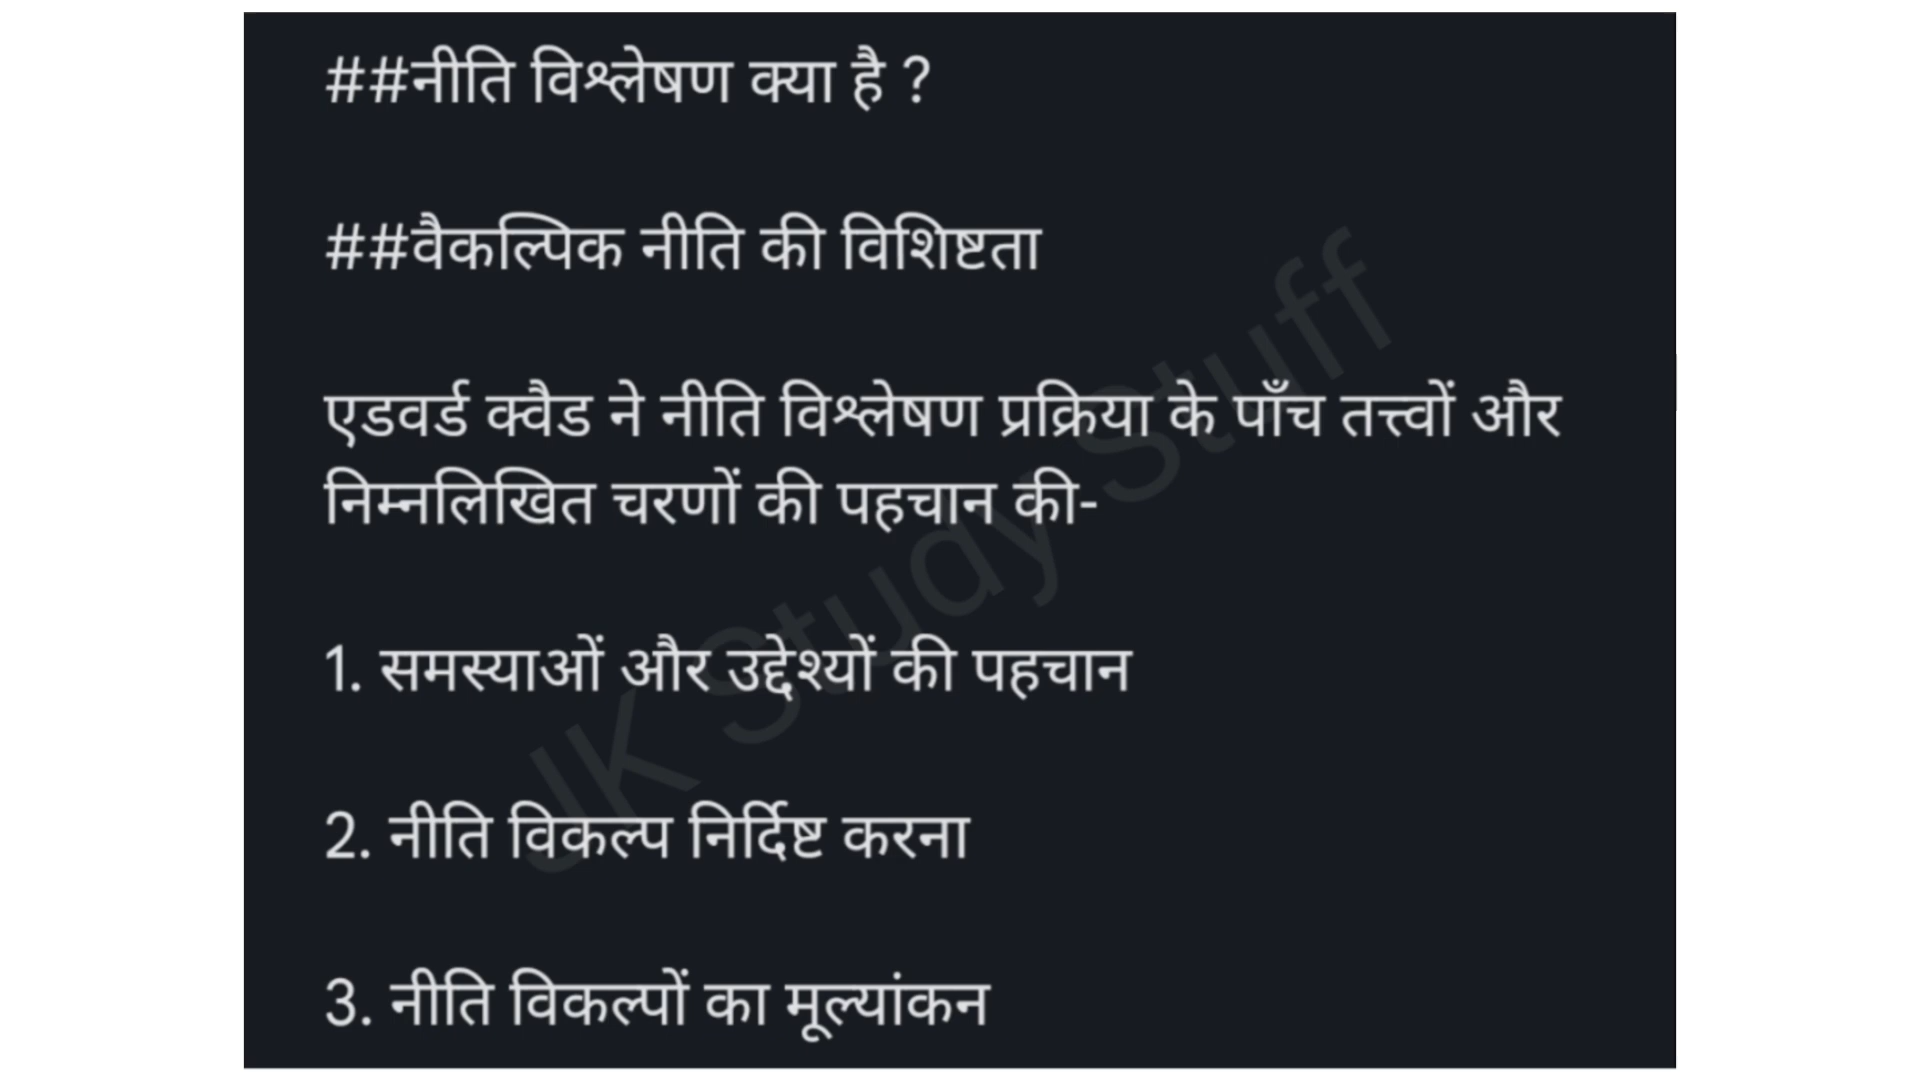 ##नीति विश्लेषण क्या है ?
##वैकल्पिक नीति की विशिष्टता
एडवर्ड क्वैड ने नीति विश्लेषण प्रक्रिया के पाँच तत्त्वों और
निम्नलिखित चरणों की पहचान की-
1. समस्याओं और उद्देश्यों की पहचान
2. नीति विकल्प निर्दिष्ट करना
3. नीति विकल्पों का मूल्यांकन
JK Study Stuff